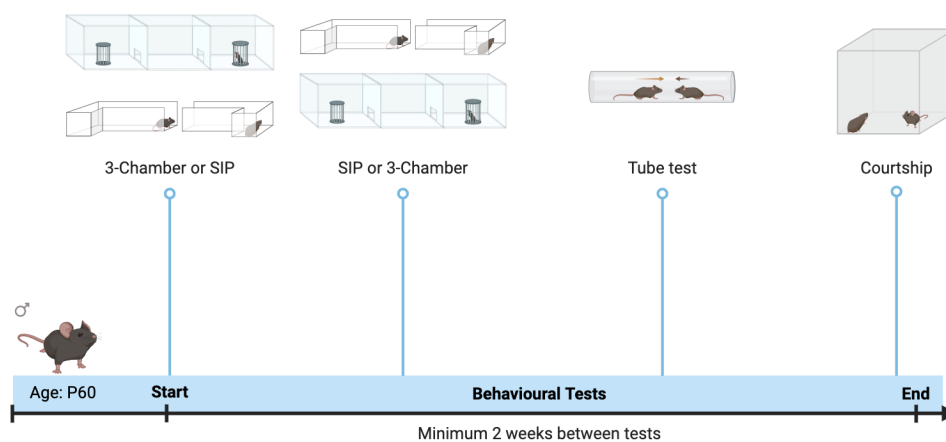 3-Chamber or SIP
SIP or 3-Chamber
Tube test
Courtship
♂
Age: P60
Start
Behavioural Tests
End
Minimum 2 weeks between tests